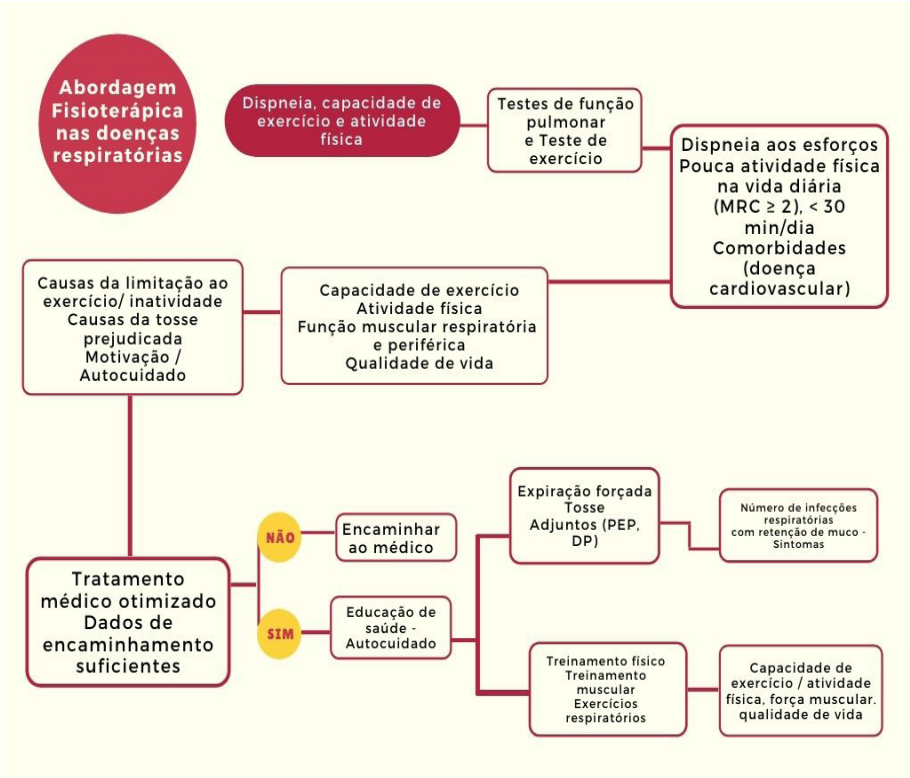 Abordagem
Fisioterápica
nas doenças
respiratórias
Dispneia, capacidade de
exercício e atividade
física
Testes de função
pulmonar
e Teste de
exercício
Dispneia aos esforços
Pouca atividade física
na vida diária
(MRC ≥ 2), < 30
min/dia
Comorbidades
(doença
cardiovascular)
Capacidade de exercício
Atividade física
Função muscular respiratória
e periférica
Qualidade de vida
Causas da limitação ao
exercício/ inatividade
Causas da tosse
prejudicada
Motivação /
Autocuidado
Tratamento
médico otimizado
Dados de
encaminhamento
suficientes
NÃO
Encaminhar
ao médico
SIM
Educação de
saúde -
Autocuidado
Expiração forçada
Tosse
Adjuntos (PEP,
DP)
Número de infecções
respiratórias
com retenção de muco -
Sintomas
Treinamento físico
Treinamento
muscular
Exercícios
respiratórios
Capacidade de
exercício / atividade
física, força muscular.
qualidade de vida